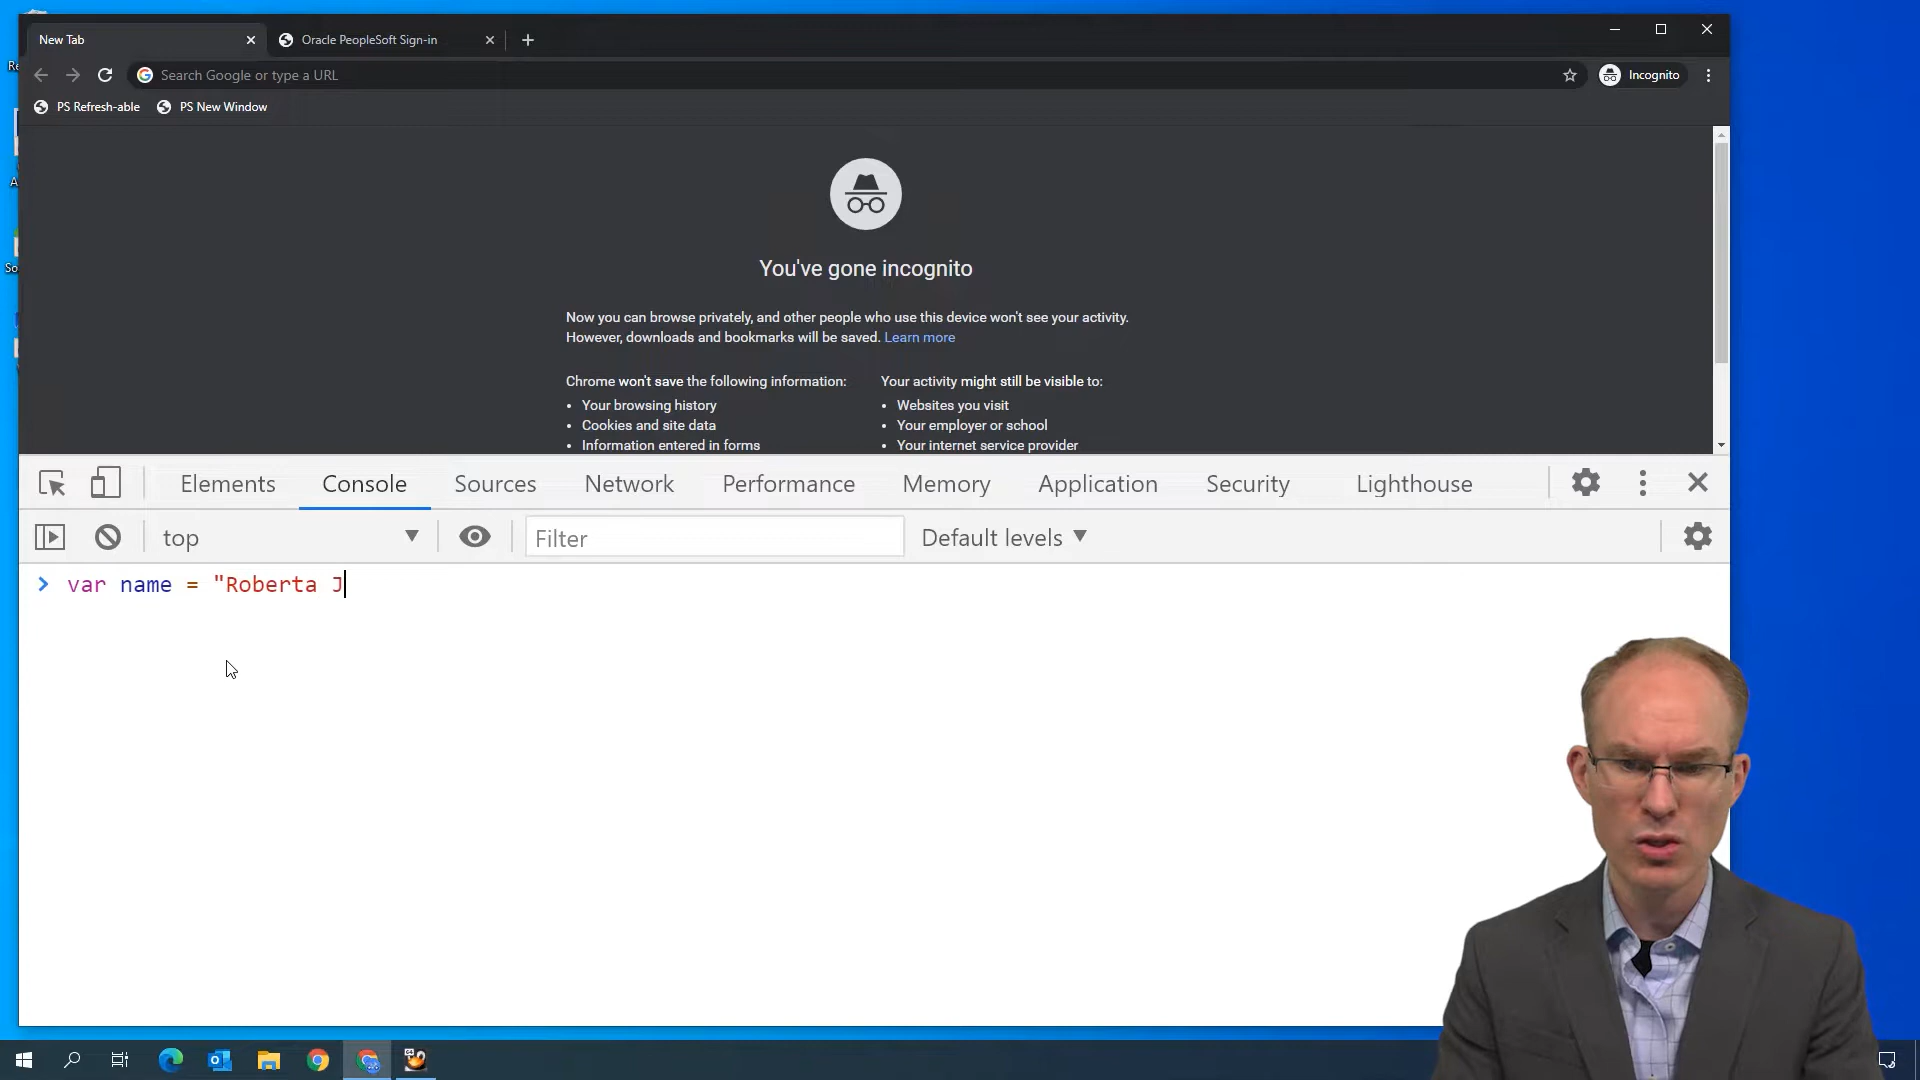 New Tab
Oracle PeopleSoft Sign-in
Search Google or type a URL
Incognito
PS Refresh-able
PS New Window
You've gone incognito
Now you can browse privately, and other people who use this device won't see your activity.
However, downloads and bookmarks will be saved. Learn more
Chrome won't save the following information:
Your browsing history
Cookies and site data
Information entered in forms
Your activity might still be visible to:
Websites you visit
Your employer or school
Your internet service provider
Elements
Console
Sources
Network
Performance
Memory
Application
Security
Lighthouse
top
Filter
Default levels
var name = "Roberta J